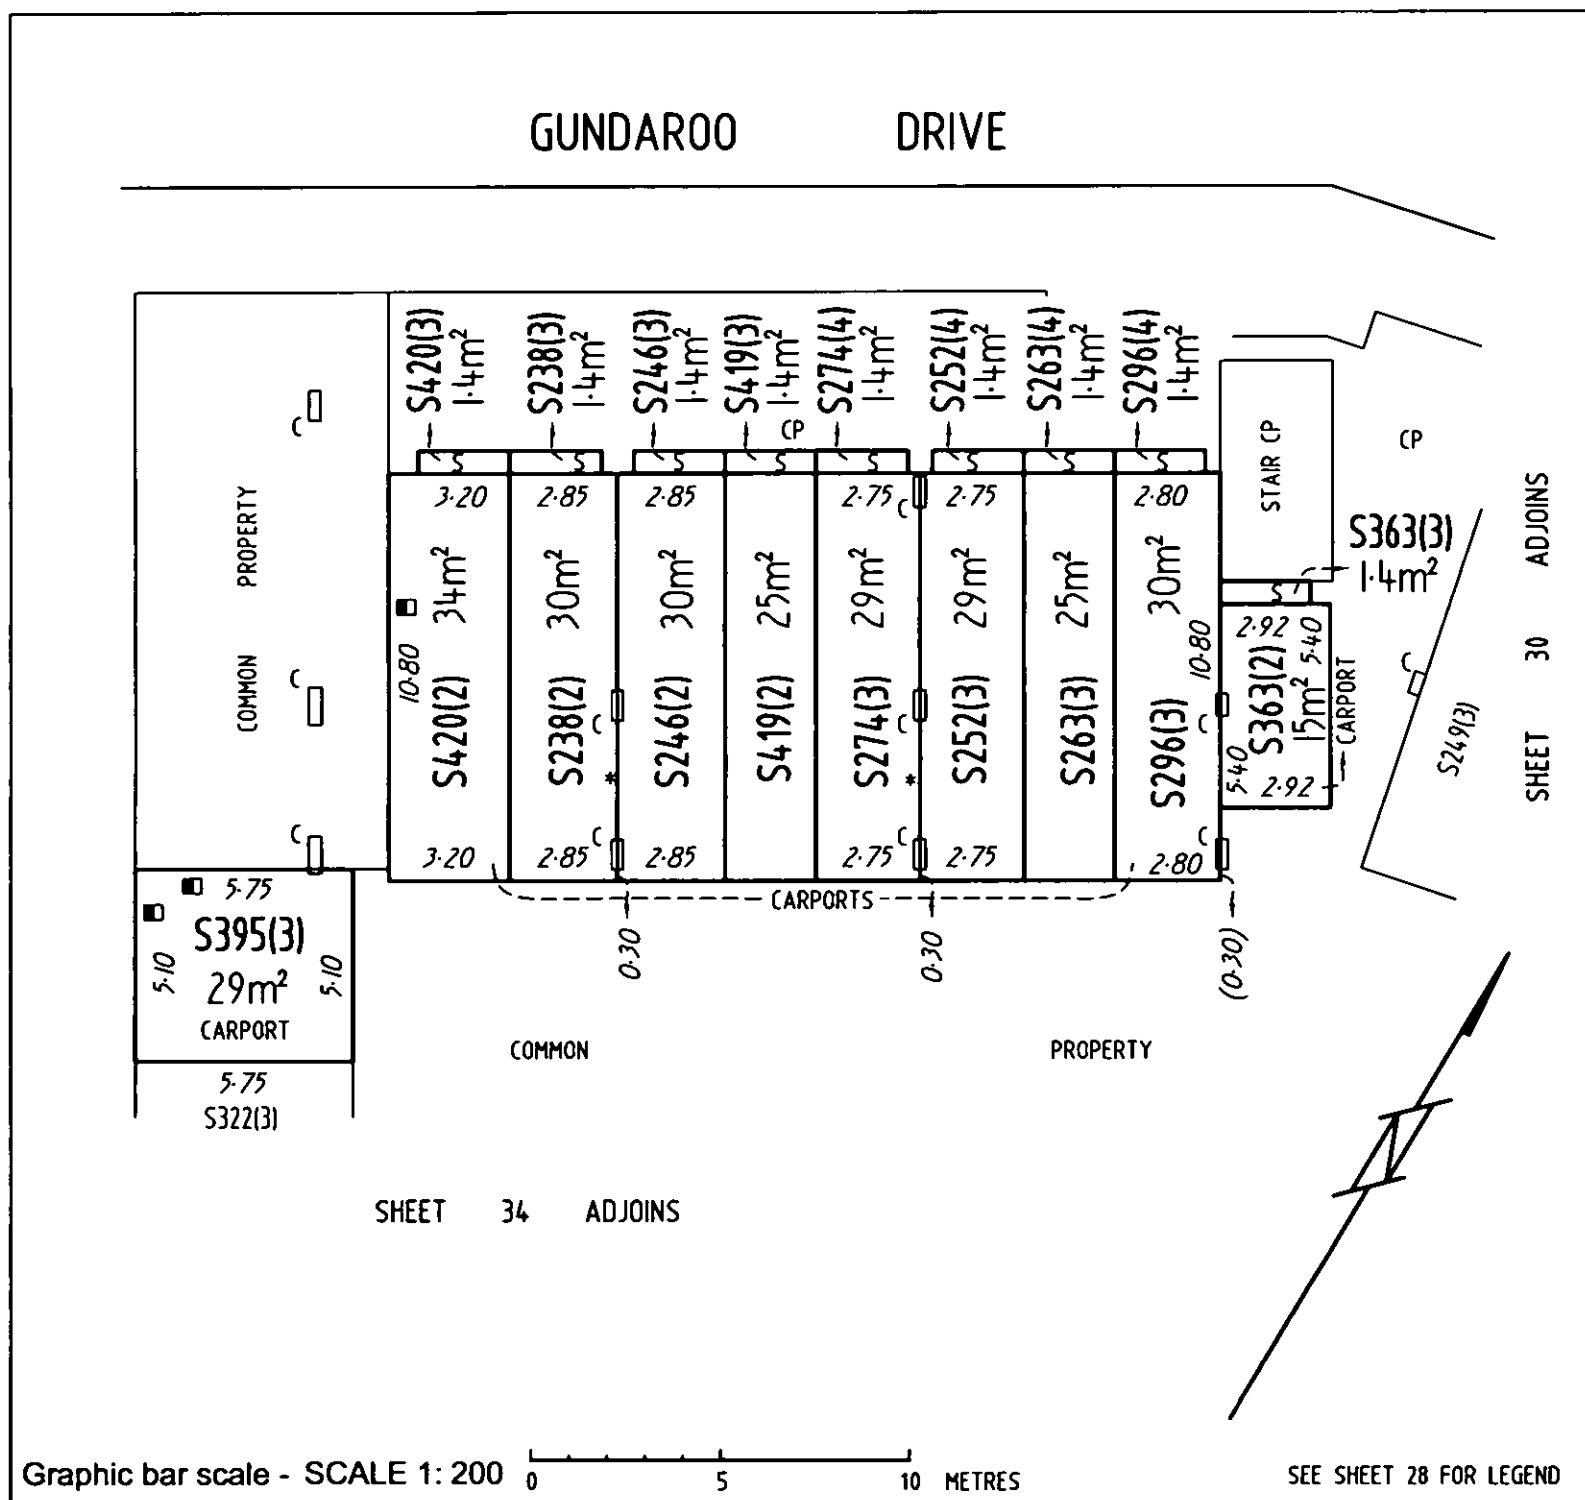 GUNDAROO DRIVE
S420(3)
1·4m²
S238(3)
1·4m²
S246(3)
1·4m²
S419(3)
1·4m²
S274(4)
1·4m²
S252(4)
1·4m²
S263(4)
1·4m²
S296(4)
1·4m²
CP
STAIR CP
CP
S363(3)
1·4m²
SHEET 30 ADJOINS
COMMON PROPERTY
C
C
C
3·20
2·85
2·85
2·75
2·75
2·80
C
34m²
30m²
30m²
25m²
29m²
29m²
25m²
30m²
10·80
10·80
S420(2)
S238(2)
S246(2)
S419(2)
S274(3)
S252(3)
S263(3)
S296(3)
C
C
C
*
*
2·92
5·40
S363(2)
15m²
5·40
2·92
CARPORT
C
S249(3)
C
C
C
3·20
2·85
2·85
2·75
2·75
2·80
CARPORTS
0·30
0·30
(0·30)
5·75
S395(3)
5·10
29m²
5·10
CARPORT
5·75
S322(3)
COMMON PROPERTY
SHEET 34 ADJOINS
N
Graphic bar scale - SCALE 1: 200
0 5 10 METRES
SEE SHEET 28 FOR LEGEND